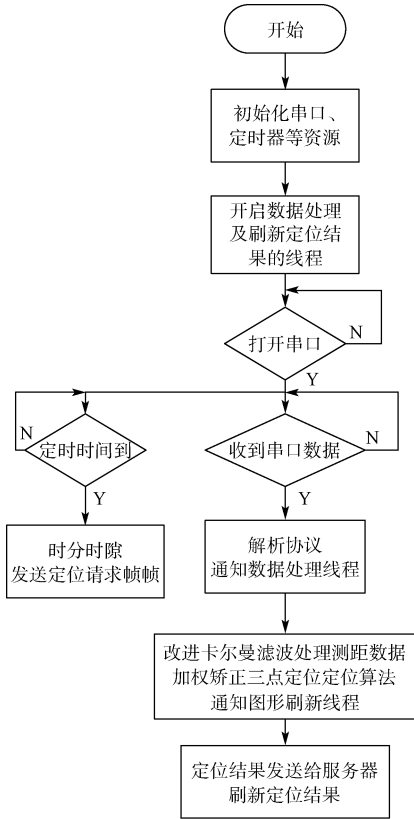 开始
初始化串口、
定时器等资源
开启数据处理
及刷新定位结
果的线程
打开串口
N
Y
定时时间到
N
Y
时分时隙
发送定位请求帧帧
收到串口数据
N
Y
解析协议
通知数据处理线程
改进卡尔曼滤波处理测距数据
加权矫正三点定位定位算法
通知图形刷新线程
定位结果发送给服务器
刷新定位结果